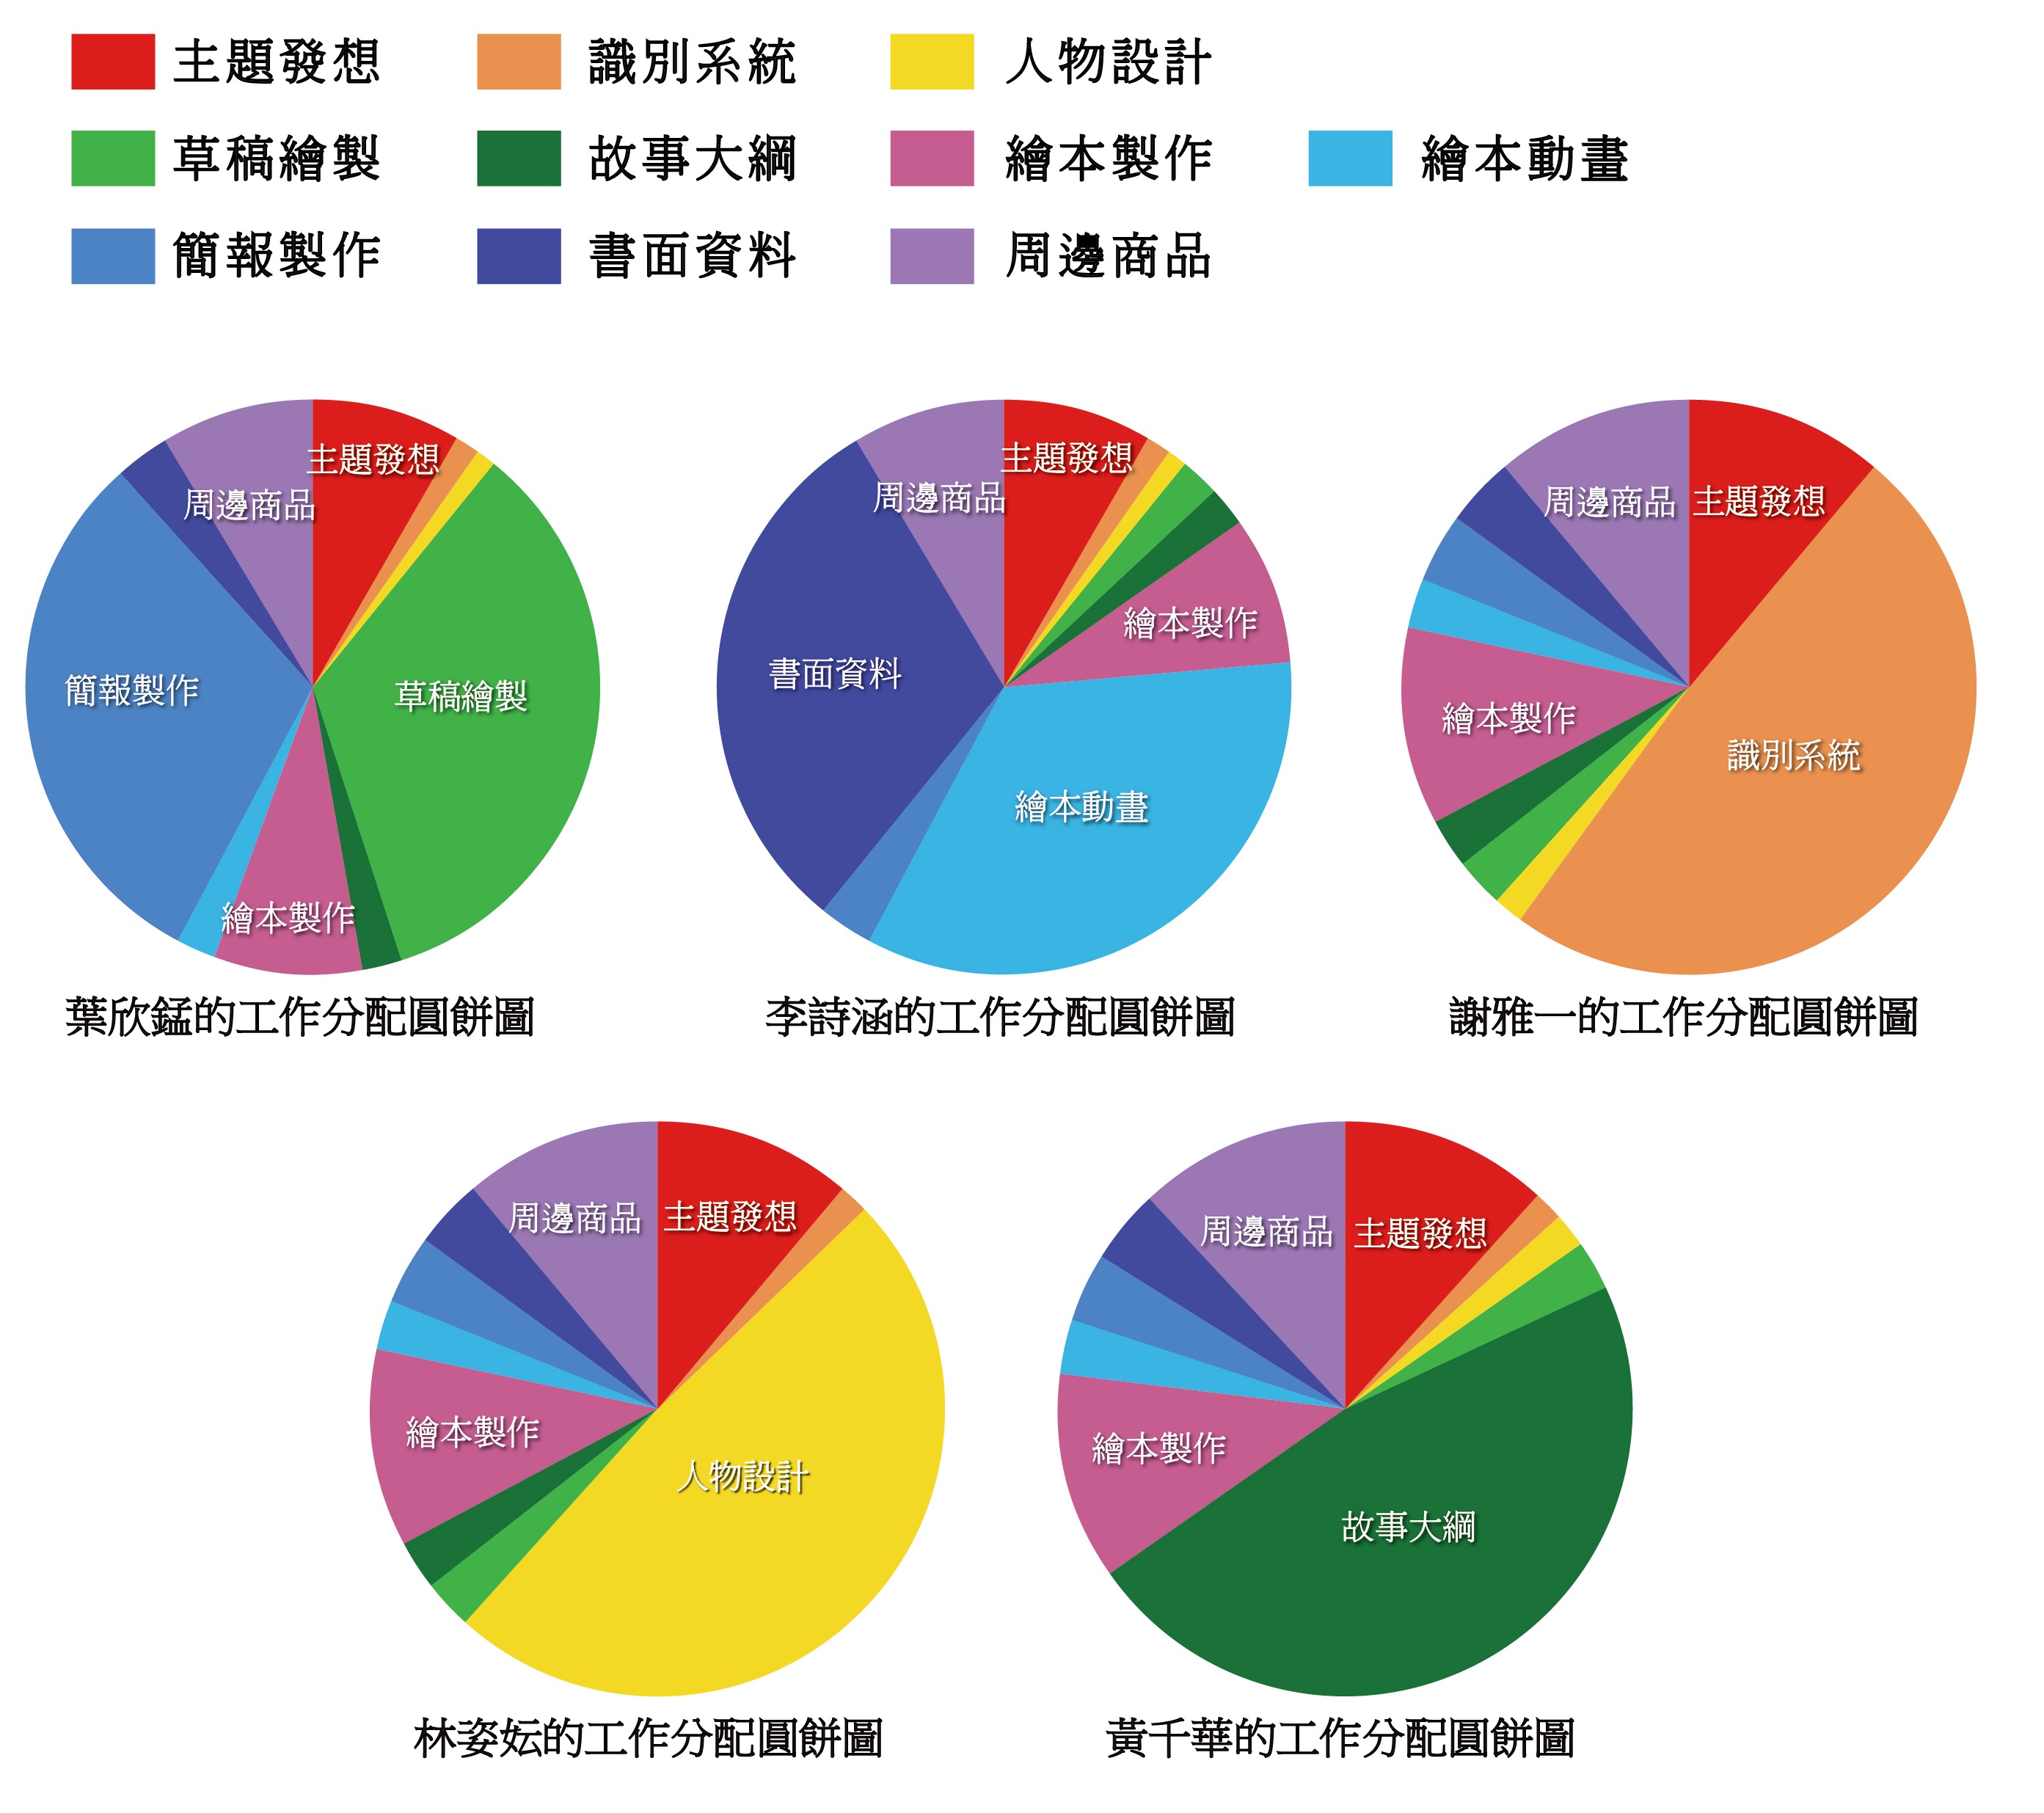 主題發想 識別系統 人物設計
草稿繪製 故事大綱 繪本製作 繪本動畫
簡報製作 書面資料 周邊商品
主題發想
周邊商品
簡報製作
草稿繪製
繪本製作
葉欣錳的工作分配圓餅圖
主題發想
周邊商品
繪本製作
書面資料
繪本動畫
李詩涵的工作分配圓餅圖
周邊商品
主題發想
繪本製作
識別系統
謝雅一的工作分配圓餅圖
周邊商品
主題發想
繪本製作
人物設計
林姿妘的工作分配圓餅圖
周邊商品
主題發想
繪本製作
故事大綱
黃千華的工作分配圓餅圖